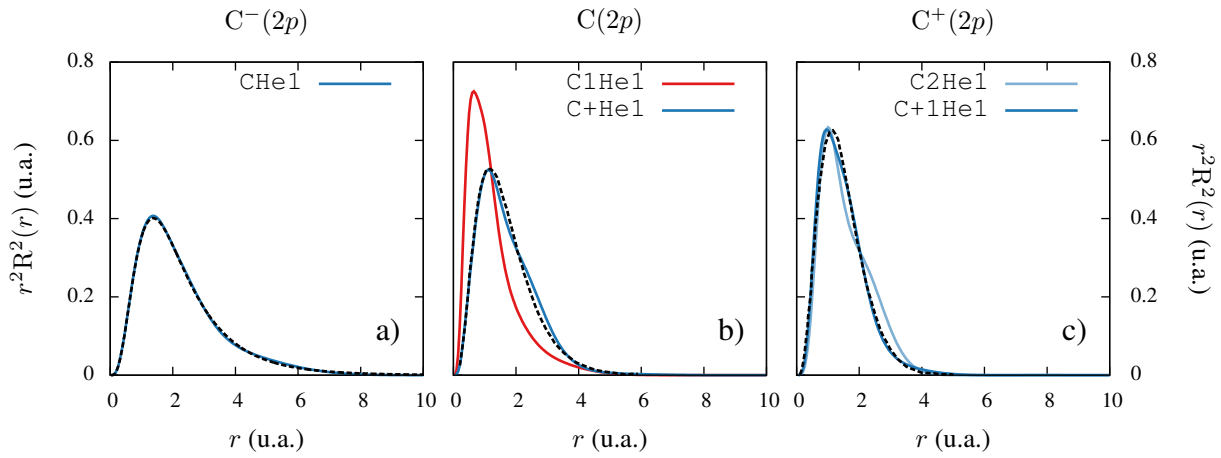 C⁻(2p) C(2p) C⁺(2p)
0.8 0.8
CHe1 C1He1 C2He1
C+He1 C+1He1
0.6 0.6
0.4 0.4
0.2 0.2
a) b) c)
0 0
0 2 4 6 8 10 0 2 4 6 8 10 0 2 4 6 8 10
r (u.a.) r (u.a.) r (u.a.)
r²R²(r) (u.a.)
r²R²(r) (u.a.)